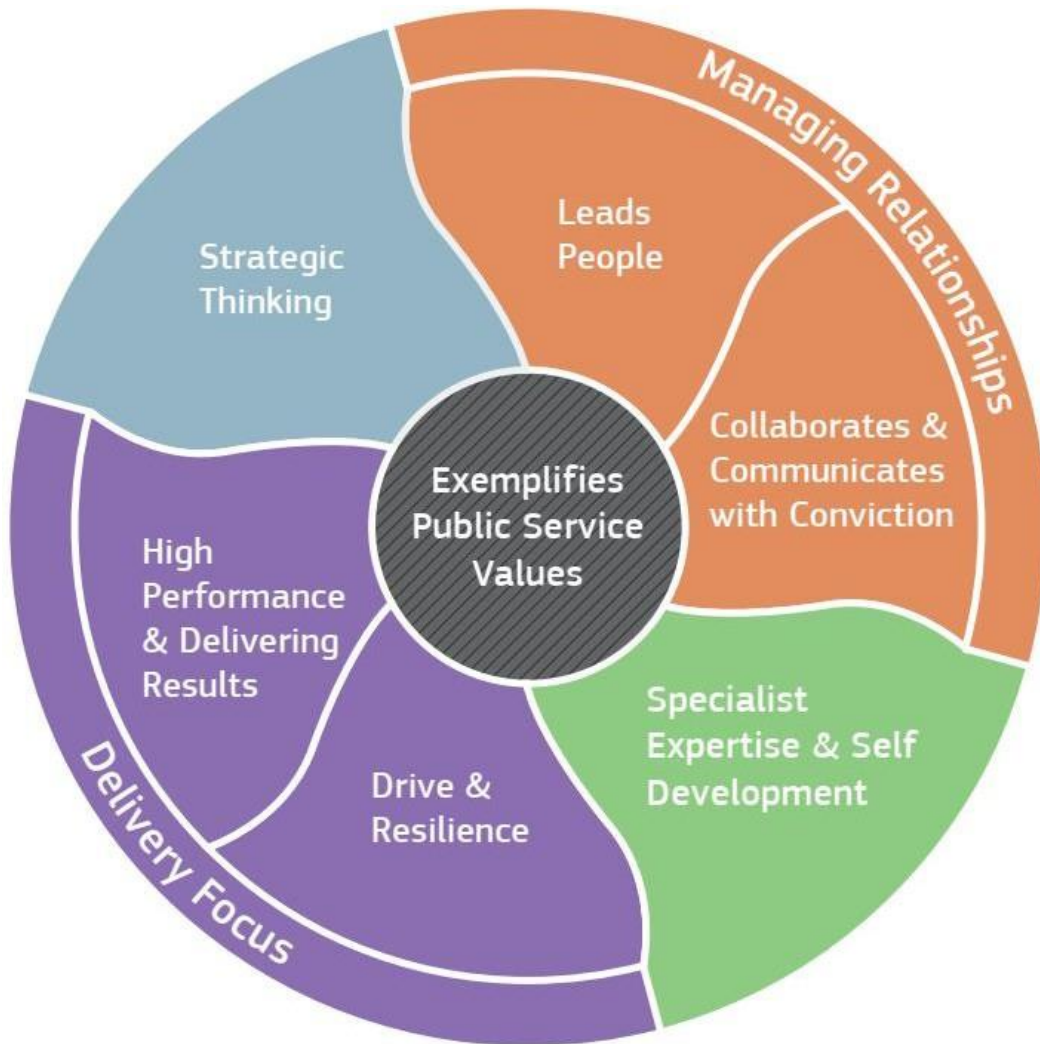 Managing Relationships
Leads
People
Strategic
Thinking
Collaborates &
Communicates
with Conviction
Exemplifies
Public Service
Values
High
Performance
& Delivering
Results
Specialist
Expertise & Self
Development
Drive &
Resilience
Delivery Focus